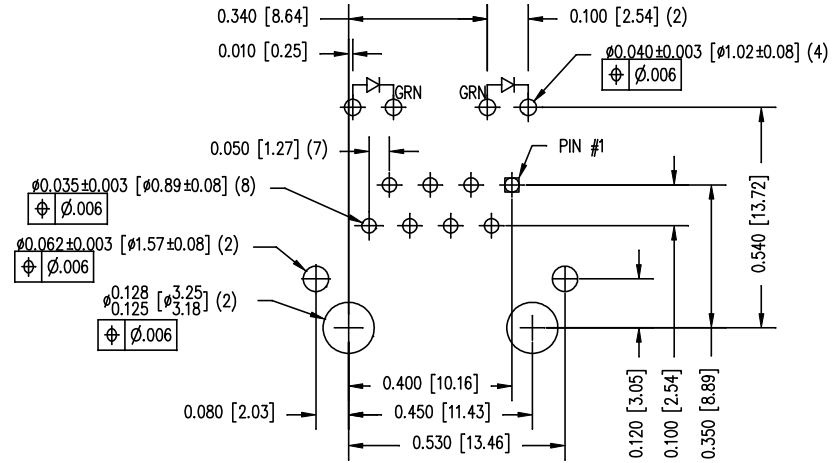 0.340 [8.64]
0.100 [2.54] (2)
0.010 [0.25]
ø0.040±0.003 [ø1.02±0.08] (4)
⌖ Ø.006
GRN
GRN
0.050 [1.27] (7)
PIN #1
ø0.035±0.003 [ø0.89±0.08] (8)
⌖ Ø.006
ø0.062±0.003 [ø1.57±0.08] (2)
⌖ Ø.006
ø0.128 0.125 [ø3.25 3.18] (2)
⌖ Ø.006
0.540 [13.72]
0.400 [10.16]
0.080 [2.03]
0.450 [11.43]
0.530 [13.46]
0.120 [3.05]
0.100 [2.54]
0.350 [8.89]